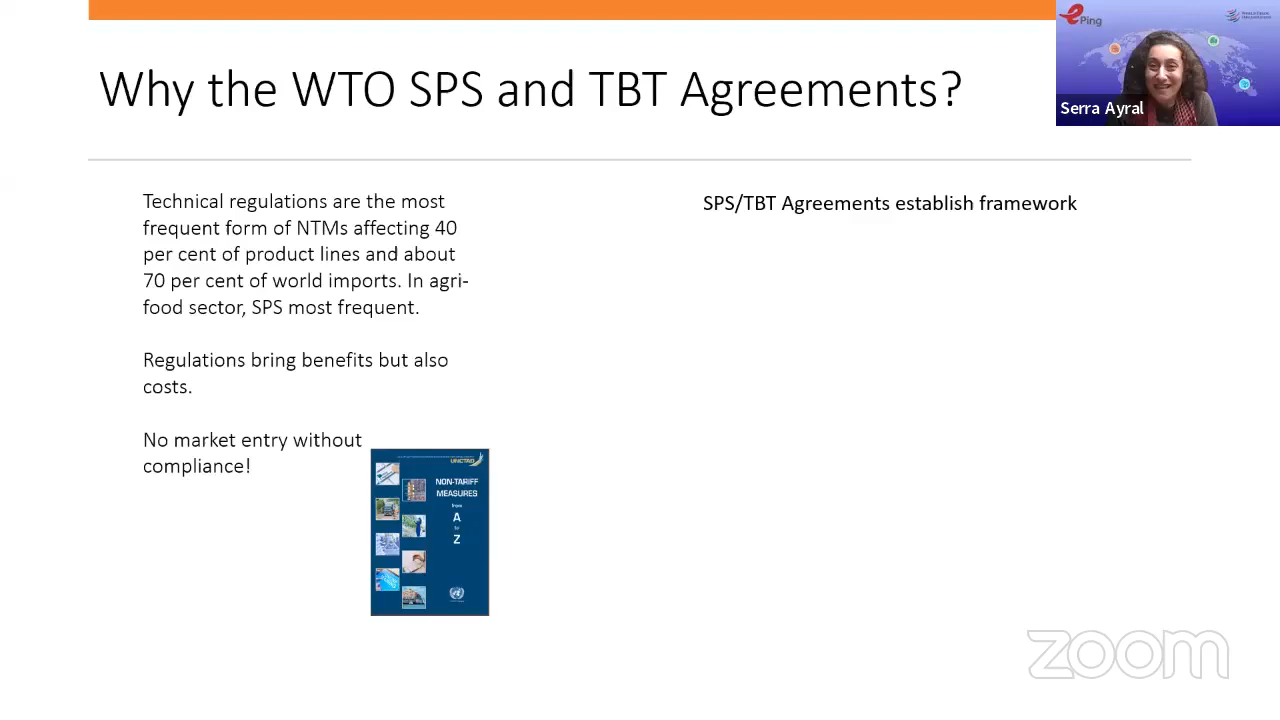 Why the WTO SPS and TBT Agreements?
ePing
WORLD TRADE
ORGANIZATION
Serra Ayral
Technical regulations are the most
frequent form of NTMs affecting 40
per cent of product lines and about
70 per cent of world imports. In agri-
food sector, SPS most frequent.
Regulations bring benefits but also
costs.
No market entry without
compliance!
SPS/TBT Agreements establish framework
UNCTAD
NON-TARIFF
MEASURES
from
A
to
Z
zoom